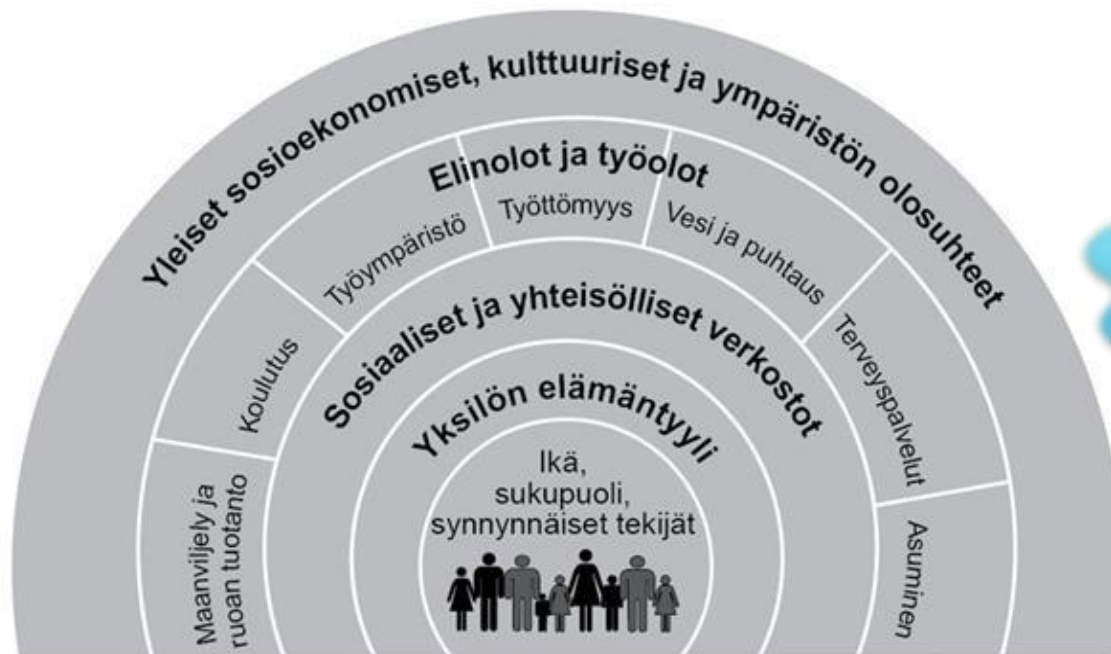 Yleiset sosioekonomiset, kulttuuriset ja ympäristön olosuhteet
Elinolot ja työolot
Maanviljely ja
ruoan tuotanto
Koulutus
Työympäristö
Työttömyys
Vesi ja puhtaus
Terveyspalvelut
Asuminen
Sosiaaliset ja yhteisölliset verkostot
Yksilön elämäntyyli
Ikä,
sukupuoli,
synnynnäiset tekijät